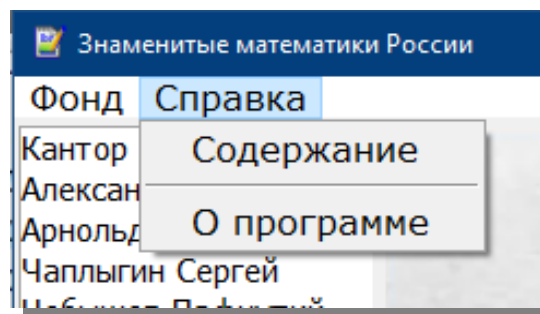 Знаменитые математики России
Фонд Справка
Кантор Содержание
Алексан
Арнольд О программе
Чаплыгин Сергей